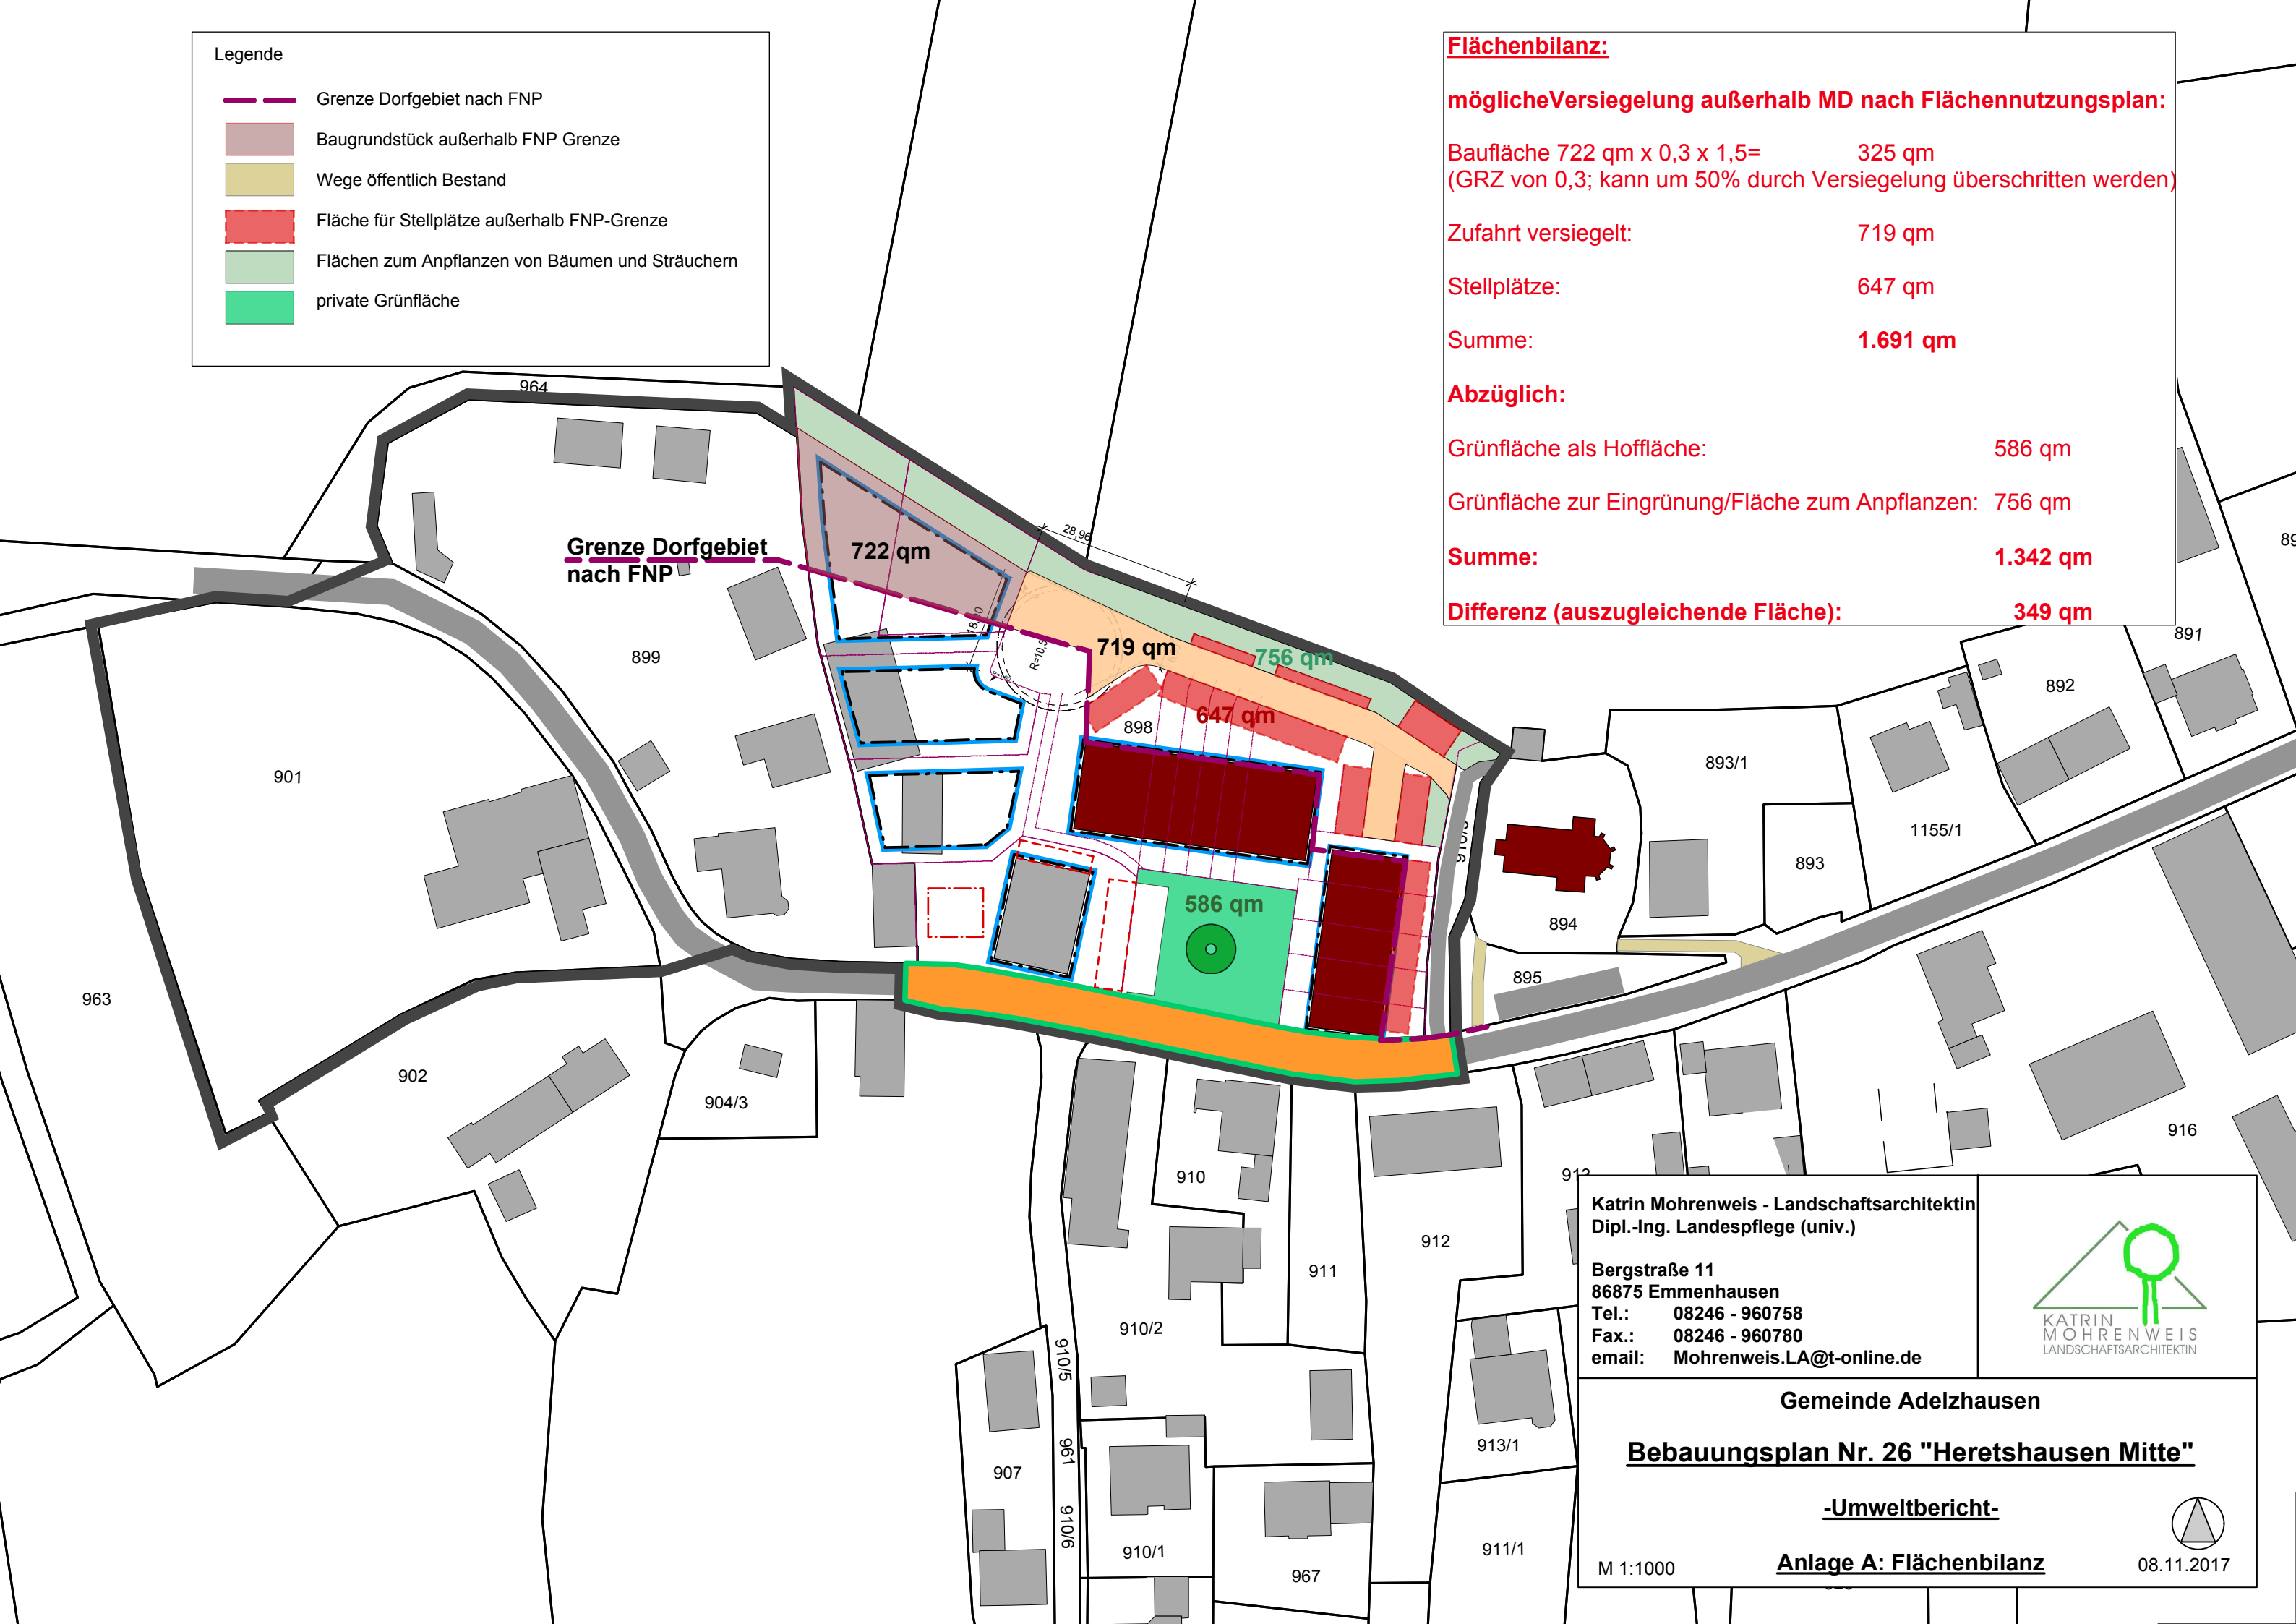 Legende
Grenze Dorfgebiet nach FNP
Baugrundstück außerhalb FNP Grenze
Wege öffentlich Bestand
Fläche für Stellplätze außerhalb FNP-Grenze
Flächen zum Anpflanzen von Bäumen und Sträuchern
private Grünfläche
Flächenbilanz:
möglicheVersiegelung außerhalb MD nach Flächennutzungsplan:
Baufläche 722 qm x 0,3 x 1,5= 325 qm
(GRZ von 0,3; kann um 50% durch Versiegelung überschritten werden)
Zufahrt versiegelt: 719 qm
Stellplätze: 647 qm
Summe: 1.691 qm
Abzüglich:
Grünfläche als Hoffläche: 586 qm
Grünfläche zur Eingrünung/Fläche zum Anpflanzen: 756 qm
Summe: 1.342 qm
Differenz (auszugleichende Fläche): 349 qm
964
Grenze Dorfgebiet
nach FNP
722 qm
28,96
18,00
R=10,5
719 qm
756 qm
647 qm
898
586 qm
899
901
963
902
904/3
891
892
893/1
1155/1
893
894
895
916
910
911
912
910/2
910/5
961
910/6
907
910/1
967
913/1
911/1
Katrin Mohrenweis - Landschaftsarchitektin
Dipl.-Ing. Landespflege (univ.)
Bergstraße 11
86875 Emmenhausen
Tel.: 08246 - 960758
Fax.: 08246 - 960780
email: Mohrenweis.LA@t-online.de
KATRIN
MOHRENWEIS
LANDSCHAFTSARCHITEKTIN
Gemeinde Adelzhausen
Bebauungsplan Nr. 26 "Heretshausen Mitte"
-Umweltbericht-
M 1:1000
Anlage A: Flächenbilanz
08.11.2017